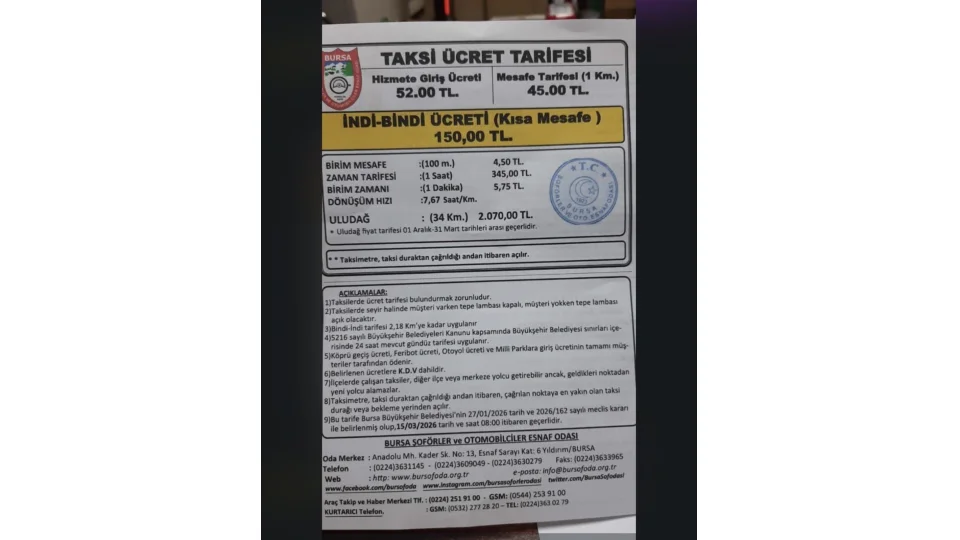 BURSA
TAKSİ ÜCRET TARİFESİ
Hizmete Giriş Ücreti
52.00 TL.
Mesafe Tarifesi (1 Km.)
45.00 TL.
İNDİ-BİNDİ ÜCRETİ (Kısa Mesafe )
150,00 TL.
BİRİM MESAFE :(100 m.) 4,50 TL.
ZAMAN TARİFESİ :(1 Saat) 345,00 TL.
BİRİM ZAMANI :(1 Dakika) 5,75 TL.
DÖNÜŞÜM HIZI :7,67 Saat/Km.
ULUDAĞ : (34 Km.) 2.070,00 TL.
* Uludağ fiyat tarifesi 01 Aralık-31 Mart tarihleri arası geçerlidir.
T.C
BURSA
* * Taksimetre, taksi duraktan çağrıldığı andan itibaren açılır.
AÇIKLAMALAR:
1)Taksilerde ücret tarifesi bulundurmak zorunludur.
2)Taksilerde seyir halinde müşteri varken tepe lambası kapalı, müşteri yokken tepe lambası
açık olacaktır.
3)Bindi-İndi tarifesi 2,18 Km'ye kadar uygulanır
4)5216 sayılı Büyükşehir Belediyeleri Kanunu kapsamında Büyükşehir Belediyesi sınırları içe-
risinde 24 saat mevcut gündüz tarifesi uygulanır.
5)Köprü geçiş ücreti, Feribot ücreti, Otoyol ücreti ve Milli Parklara giriş ücretinin tamamı müş-
teriler tarafından ödenir.
6)Belirlenen ücretlere K.D.V dahildir.
7)İlçelerde çalışan taksiler, diğer ilçe veya merkeze yolcu getirebilir ancak, geldikleri noktadan
yeni yolcu alamazlar.
8)Taksimetre, taksi duraktan çağrıldığı andan itibaren, çağrılan noktaya en yakın olan taksi
durağı veya bekleme yerinden açılır.
9)Bu tarife Bursa Büyükşehir Belediyesi'nin 27/01/2026 tarih ve 2026/162 sayılı meclis kararı
ile belirlenmiş olup,15/03/2026 tarih ve saat 08:00 itibaren geçerlidir.
BURSA ŞOFÖRLER ve OTOMOBİLCİLER ESNAF ODASI
Oda Merkez : Anadolu Mh. Kader Sk. No: 13, Esnaf Sarayı Kat: 6 Yıldırım/BURSA
Telefon : (0224)3631145 - (0224)3609049 - (0224)3630279 Faks: (0224)3633965
Web : http: www.bursafoda.org.tr e-posta: info@bursafoda.org.tr
www.facebook.com/bursafoda www.instagram.com/bursasoforlerodasi twitter.com/BursaSofodasi
Araç Takip ve Haber Merkezi Tlf. : (0224) 251 91 00 - GSM: (0544) 253 91 00
KURTARICI Telefon. : GSM: (0532) 277 28 20 – TEL: (0224)363 02 79